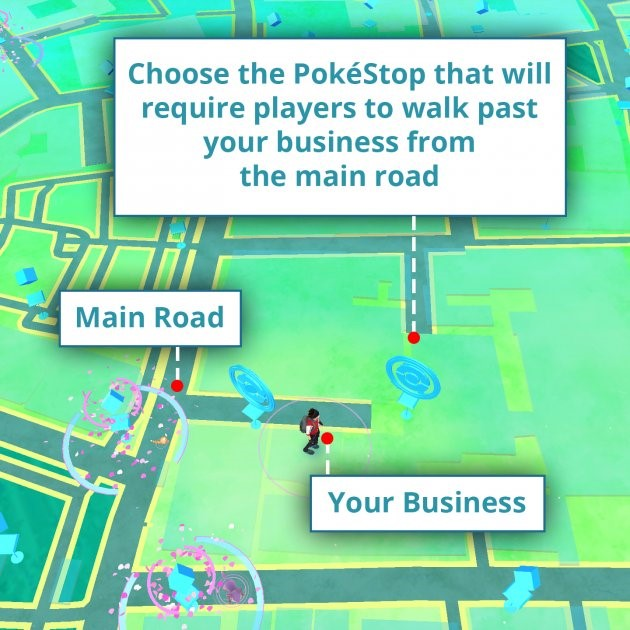 Choose the PokéStop that will
require players to walk past
your business from
the main road
Main Road
Your Business